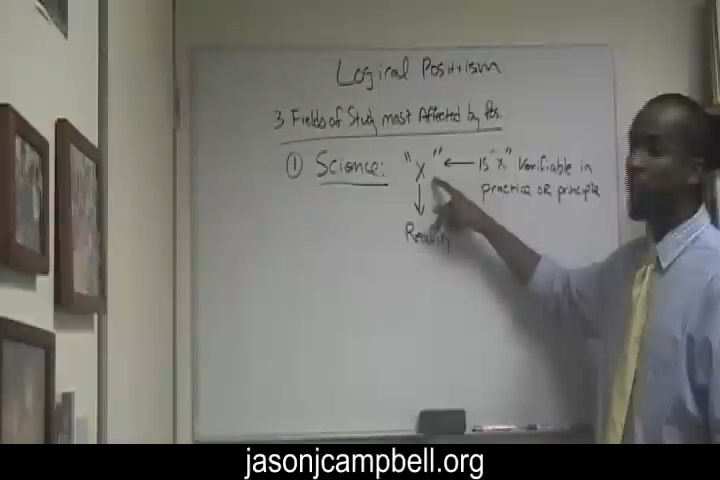 Logical Positism
3 Fields of Study most Affected by Pos.
① Science: "x" ← is "x" Verifiable in
practice or principle
↓
Reality
jasonjcampbell.org